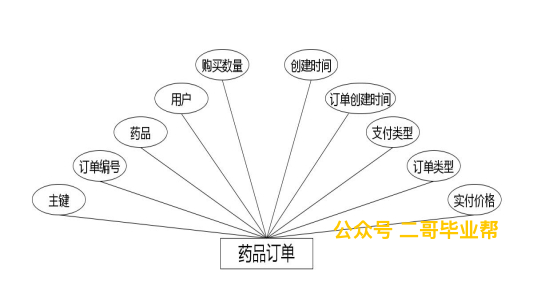 购买数量
创建时间
用户
订单创建时间
药品
支付类型
订单编号
订单类型
主键
实付价格
公众号 二哥毕业帮
药品订单